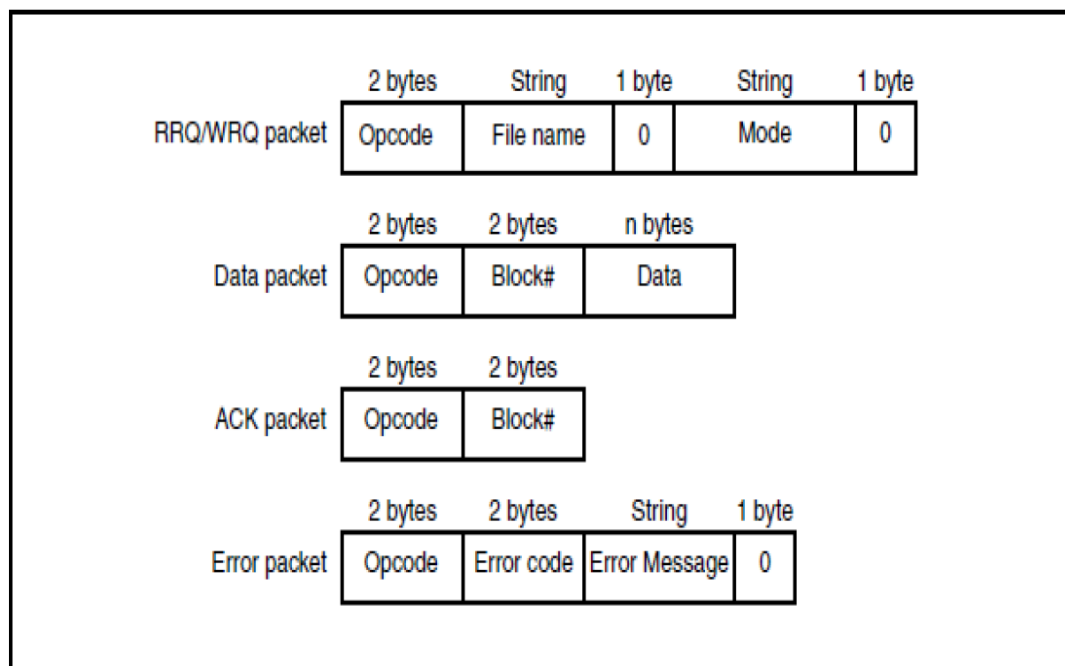 2 bytes String 1 byte String 1 byte
RRQ/WRQ packet Opcode File name 0 Mode 0
2 bytes 2 bytes n bytes
Data packet Opcode Block# Data
2 bytes 2 bytes
ACK packet Opcode Block#
2 bytes 2 bytes String 1 byte
Error packet Opcode Error code Error Message 0